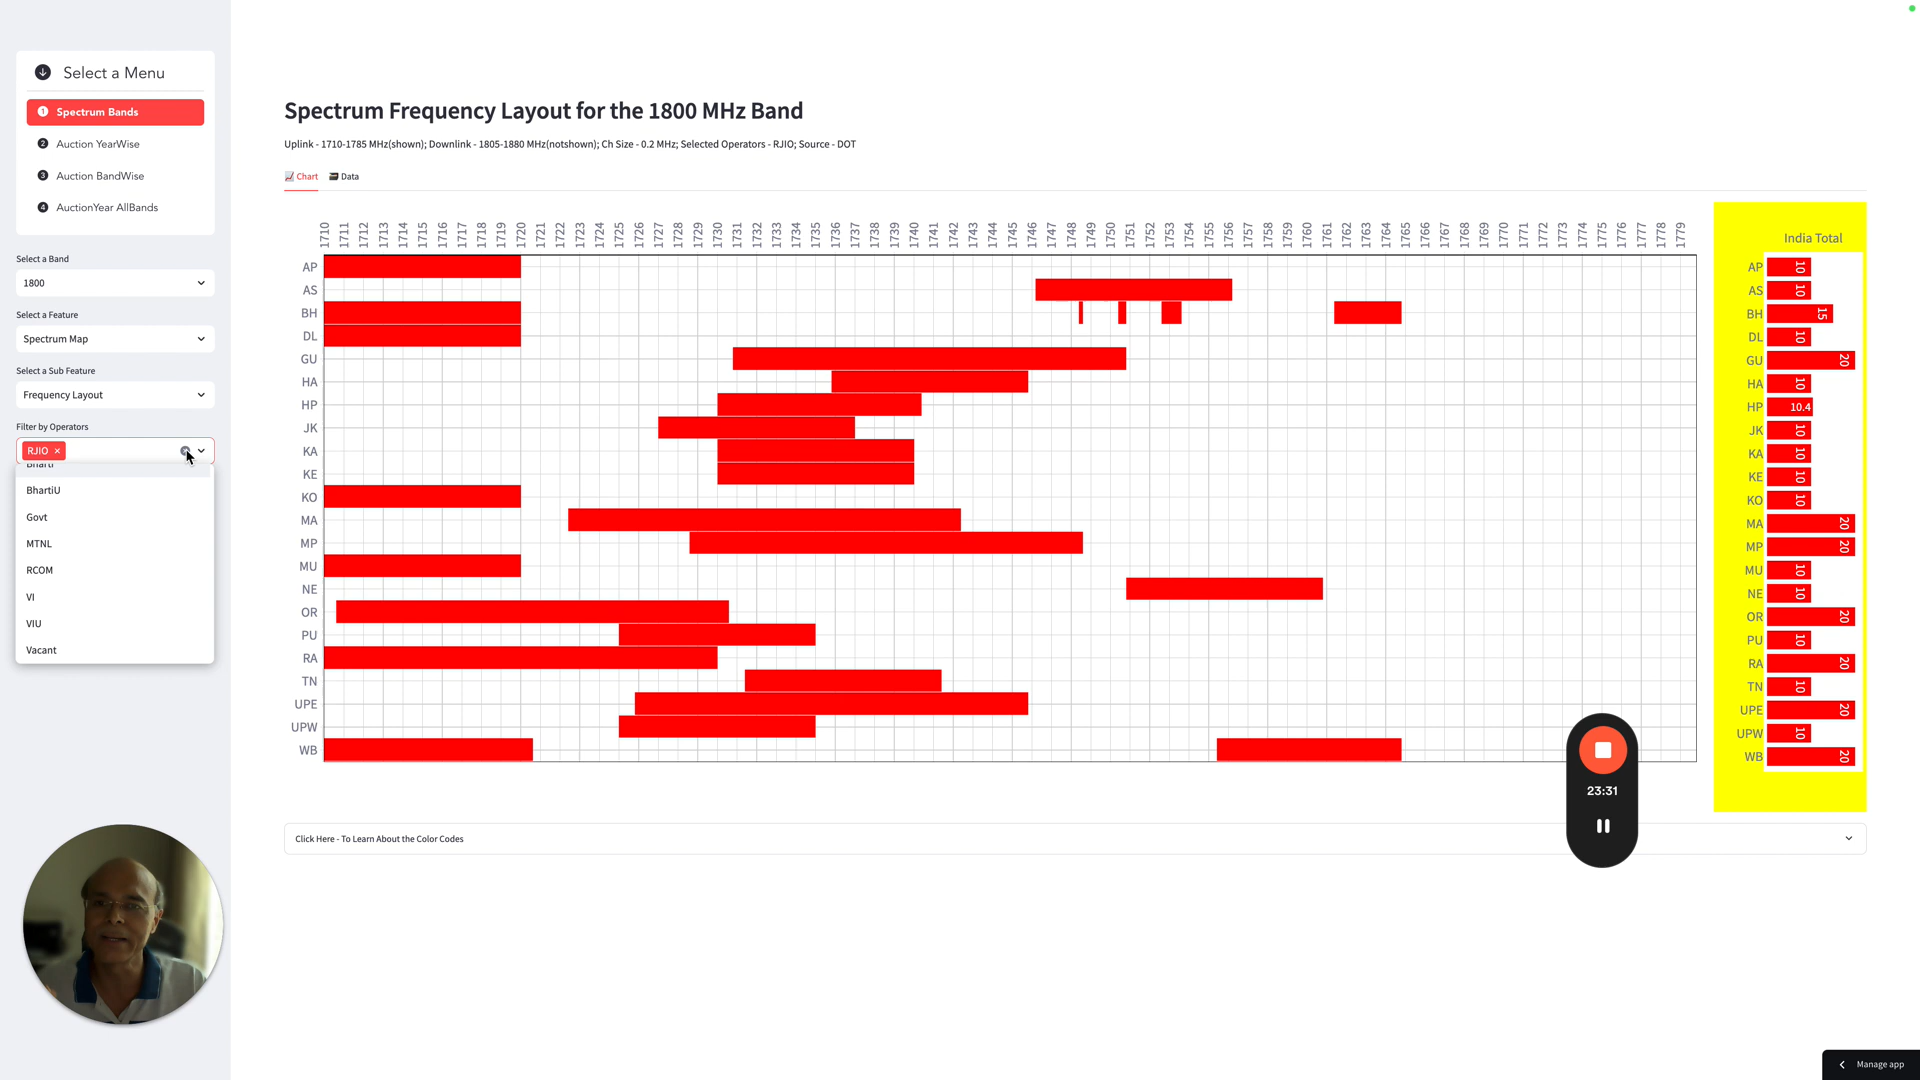 Select a Menu
Spectrum Bands
Auction YearWise
Auction BandWise
AuctionYear AllBands
Select a Band
1800
Select a Feature
Spectrum Map
Select a Sub Feature
Frequency Layout
Filter by Operators
RJIO
Bharti
BhartiU
Govt
MTNL
RCOM
VI
VIU
Vacant
Spectrum Frequency Layout for the 1800 MHz Band
Uplink - 1710-1785 MHz(shown); Downlink - 1805-1880 MHz(notshown); Ch Size - 0.2 MHz; Selected Operators - RJIO; Source - DOT
Chart Data
1710 1711 1712 1713 1714 1715 1716 1717 1718 1719 1720 1721 1722 1723 1724 1725 1726 1727 1728 1729 1730 1731 1732 1733 1734 1735 1736 1737 1738 1739 1740 1741 1742 1743 1744 1745 1746 1747 1748 1749 1750 1751 1752 1753 1754 1755 1756 1757 1758 1759 1760 1761 1762 1763 1764 1765 1766 1767 1768 1769 1770 1771 1772 1773 1774 1775 1776 1777 1778 1779
AP
AS
BH
DL
GU
HA
HP
JK
KA
KE
KO
MA
MP
MU
NE
OR
PU
RA
TN
UPE
UPW
WB
India Total
AP 10
AS 10
BH 15
DL 10
GU 20
HA 10
HP 10.4
JK 10
KA 10
KE 10
KO 10
MA 20
MP 20
MU 10
NE 10
OR 20
PU 10
RA 20
TN 10
UPE 20
UPW 10
WB 20
23:31
Click Here - To Learn About the Color Codes
Manage app